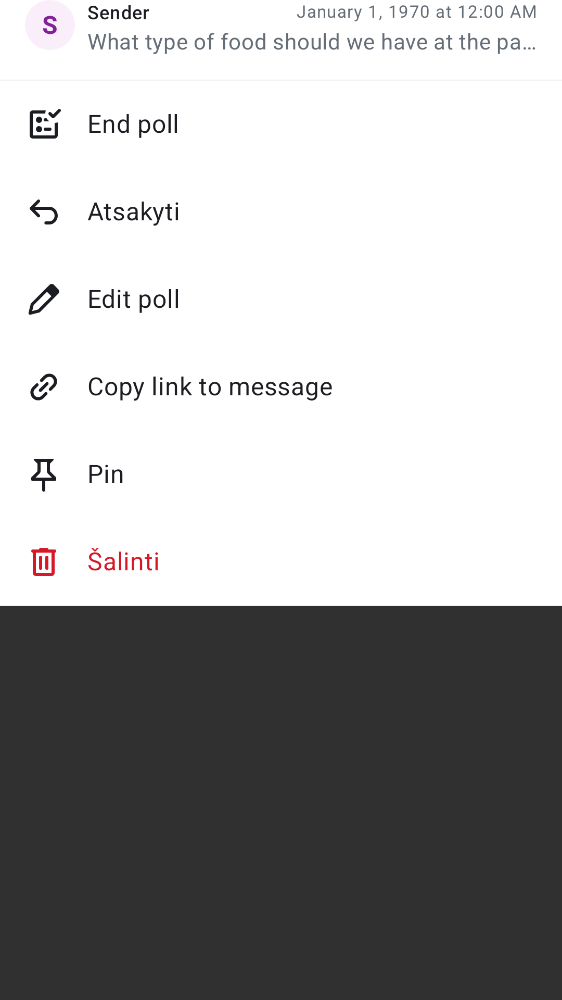 S
Sender
January 1, 1970 at 12:00 AM
What type of food should we have at the pa…
End poll
Atsakyti
Edit poll
Copy link to message
Pin
Šalinti